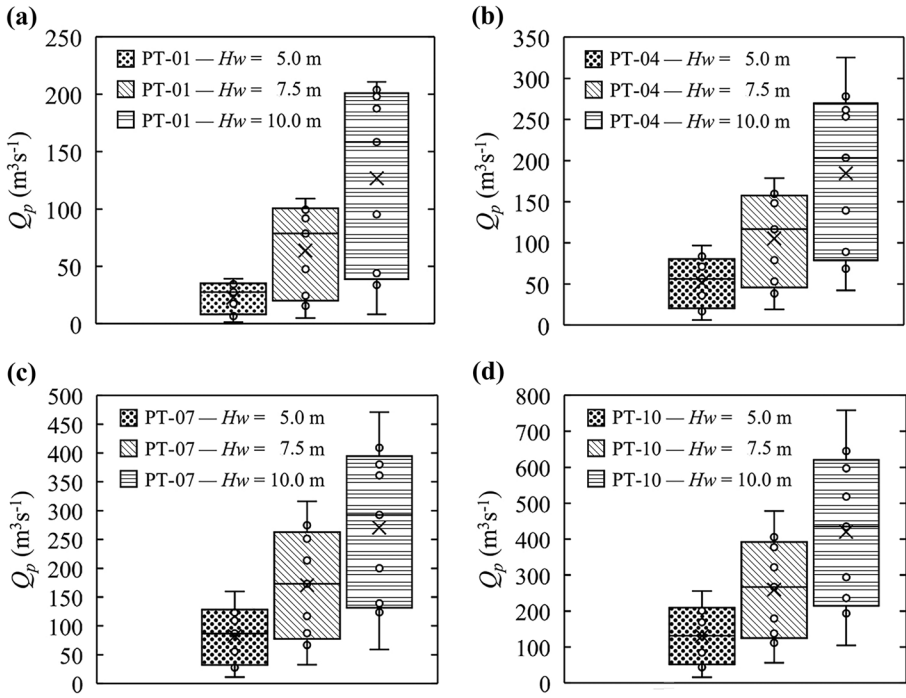 (a)
250
200
150
100
50
0
Qp (m³s⁻¹)
PT-01 — Hw = 5.0 m
PT-01 — Hw = 7.5 m
PT-01 — Hw = 10.0 m
(b)
350
300
250
200
150
100
50
0
Qp (m³s⁻¹)
PT-04 — Hw = 5.0 m
PT-04 — Hw = 7.5 m
PT-04 — Hw = 10.0 m
(c)
500
450
400
350
300
250
200
150
100
50
0
Qp (m³s⁻¹)
PT-07 — Hw = 5.0 m
PT-07 — Hw = 7.5 m
PT-07 — Hw = 10.0 m
(d)
800
700
600
500
400
300
200
100
0
Qp (m³s⁻¹)
PT-10 — Hw = 5.0 m
PT-10 — Hw = 7.5 m
PT-10 — Hw = 10.0 m